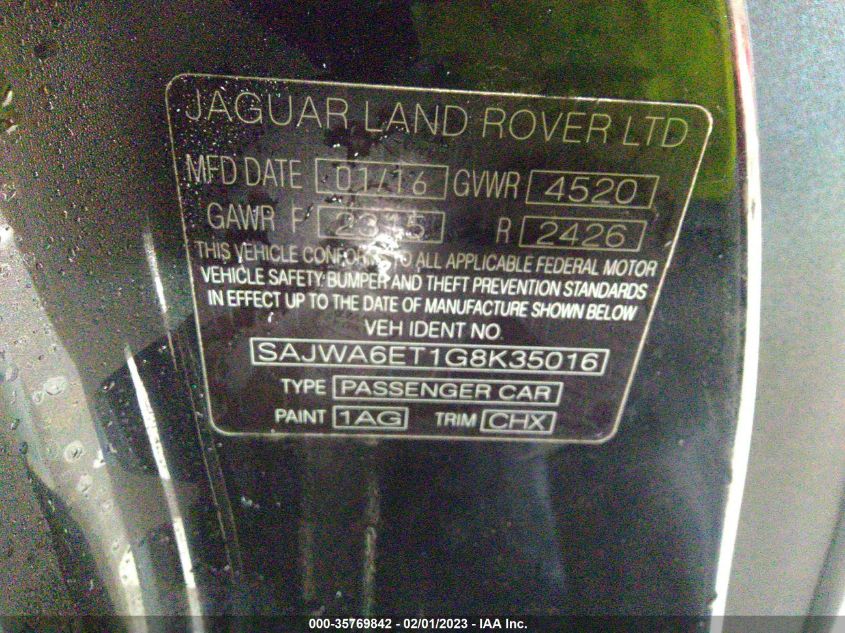 JAGUAR LAND ROVER LTD
MFD DATE 01/16 GVWR 4520
GAWR F 2315 R 2426
THIS VEHICLE CONFORMS TO ALL APPLICABLE FEDERAL MOTOR
VEHICLE SAFETY BUMPER AND THEFT PREVENTION STANDARDS
IN EFFECT UP TO THE DATE OF MANUFACTURE SHOWN BELOW
VEH IDENT NO.
SAJWA6ET1G8K35016
TYPE PASSENGER CAR
PAINT 1AG TRIM CHX
000-35769842 - 02/01/2023 - IAA Inc.